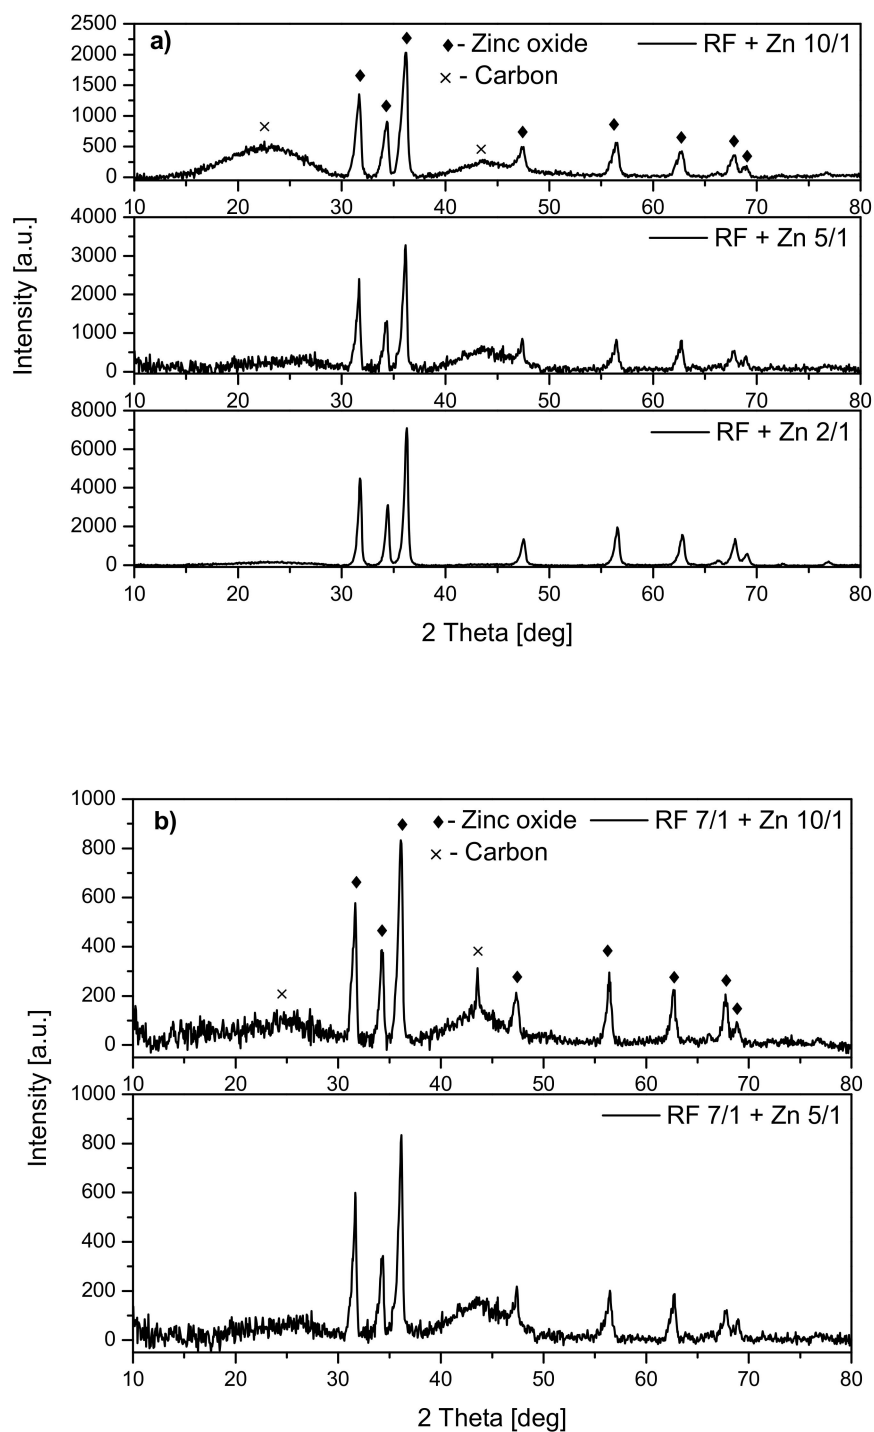 a)
♦- Zinc oxide
× - Carbon
RF + Zn 10/1
2500
2000
1500
1000
500
0
10 20 30 40 50 60 70 80
RF + Zn 5/1
4000
3000
2000
1000
0
10 20 30 40 50 60 70 80
RF + Zn 2/1
8000
6000
4000
2000
0
10 20 30 40 50 60 70 80
Intensity [a.u.]
2 Theta [deg]
b)
♦- Zinc oxide
× - Carbon
RF 7/1 + Zn 10/1
1000
800
600
400
200
0
10 20 30 40 50 60 70 80
RF 7/1 + Zn 5/1
1000
800
600
400
200
0
10 20 30 40 50 60 70 80
Intensity [a.u.]
2 Theta [deg]